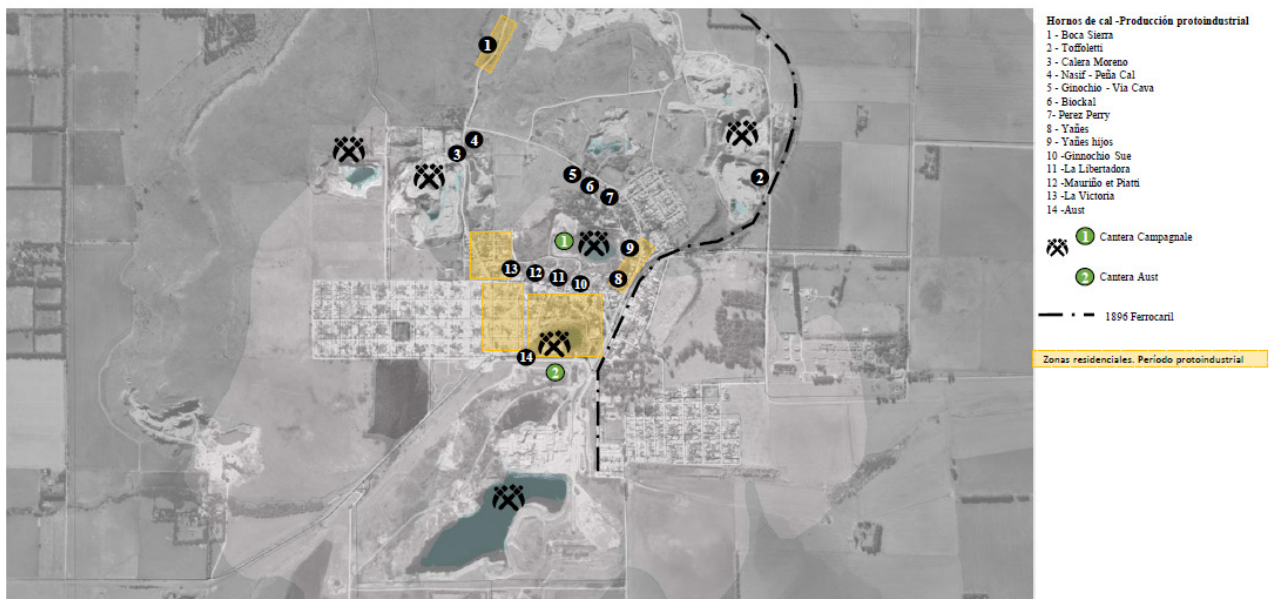 1
4
3
5
6
7
2
1
9
8
13
12
11
10
14
2
Hornos de cal -Producción protoindustrial
1 - Boca Sierra
2 - Toffoletti
3 - Calera Moreno
4 - Nasif - Peña Cal
5 - Ginochio - Via Cava
6 - Biockal
7 - Perez Perry
8 - Yañes
9 - Yañes hijos
10 -Ginnochio Sue
11 -La Libertadora
12 -Mauriño et Piatti
13 -La Victoria
14 -Aust
1 Cantera Campagnale
2 Cantera Aust
1896 Ferrocaril
Zonas residenciales. Período protoindustrial